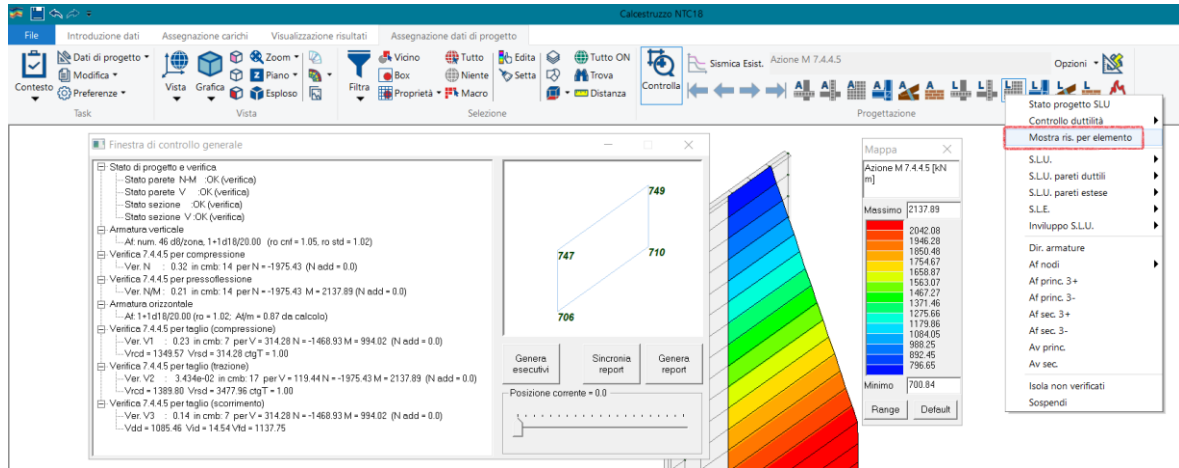 Calcestruzzo NTC18
File Introduzione dati Assegnazione carichi Visualizzazione risultati Assegnazione dati di progetto
Contesto
Dati di progetto
Modifica
Preferenze
Task
Vista
Grafica
Zoom
Piano
Esploso
Vista
Filtra
Vicino Tutto Edita Tutto ON
Box Niente Setta Trova
Proprietà Macro Distanza
Selezione
Controlla
Sismica Esist. Azione M 7.4.4.5 Opzioni
Progettazione
Stato progetto SLU
Controllo duttilità
Mostra ris. per elemento
S.L.U.
S.L.U. pareti duttili
S.L.U. pareti estese
S.L.E.
Inviluppo S.L.U.
Dir. armature
Af nodi
Af princ. 3+
Af princ. 3-
Af sec. 3+
Af sec. 3-
Av princ.
Av sec.
Isola non verificati
Sospendi
Finestra di controllo generale
Stato di progetto e verifica
Stato parete N-M :OK (verifica)
Stato parete V :OK (verifica)
Stato sezione :OK (verifica)
Stato sezione V :OK (verifica)
Armatura verticale
Af: num. 46 d8/zona, 1+1d18/20.00 (ro cnf = 1.05, ro std = 1.02)
Verifica 7.4.4.5 per compressione
Ver. N : 0.32 in cmb: 14 per N = -1975.43 (N add = 0.0)
Verifica 7.4.4.5 per pressoflessione
Ver. N/M : 0.21 in cmb: 14 per N = -1975.43 M = 2137.89 (N add = 0.0)
Armatura orizzontale
Af: 1+1d18/20.00 (ro = 1.02; Af/m = 0.87 da calcolo)
Verifica 7.4.4.5 per taglio (compressione)
Ver. V1 : 0.23 in cmb: 7 per V = 314.28 N = -1468.93 M = 994.02 (N add = 0.0)
Vrcd = 1349.57 Vrsd = 314.28 ctgT = 1.00
Verifica 7.4.4.5 per taglio (trazione)
Ver. V2 : 3.434e-02 in cmb: 17 per V = 119.44 N = -1975.43 M = 2137.89 (N add = 0.0)
Vrcd = 1389.80 Vrsd = 3477.96 ctgT = 1.00
Verifica 7.4.4.5 per taglio (scorrimento)
Ver. V3 : 0.14 in cmb: 7 per V = 314.28 N = -1468.93 M = 994.02 (N add = 0.0)
Vdd = 1085.46 Vid = 14.54 Vfd = 1137.75
749
747
710
706
Genera esecutivi
Sincronia report
Genera report
Posizione corrente = 0.0
Mappa
Azione M 7.4.4.5 [kN
m]
Massimo 2137.89
2042.08
1946.28
1850.48
1754.67
1658.87
1563.07
1467.27
1371.46
1275.66
1179.86
1084.05
988.25
892.45
796.65
Minimo 700.84
Range Default